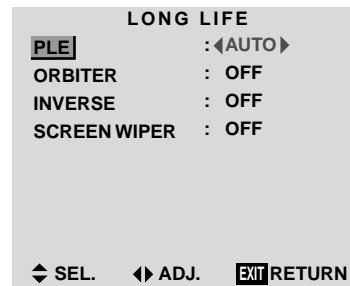 LONG LIFE
PLE : ◀AUTO▶
ORBITER : OFF
INVERSE : OFF
SCREEN WIPER : OFF
SEL. ADJ. EXIT RETURN